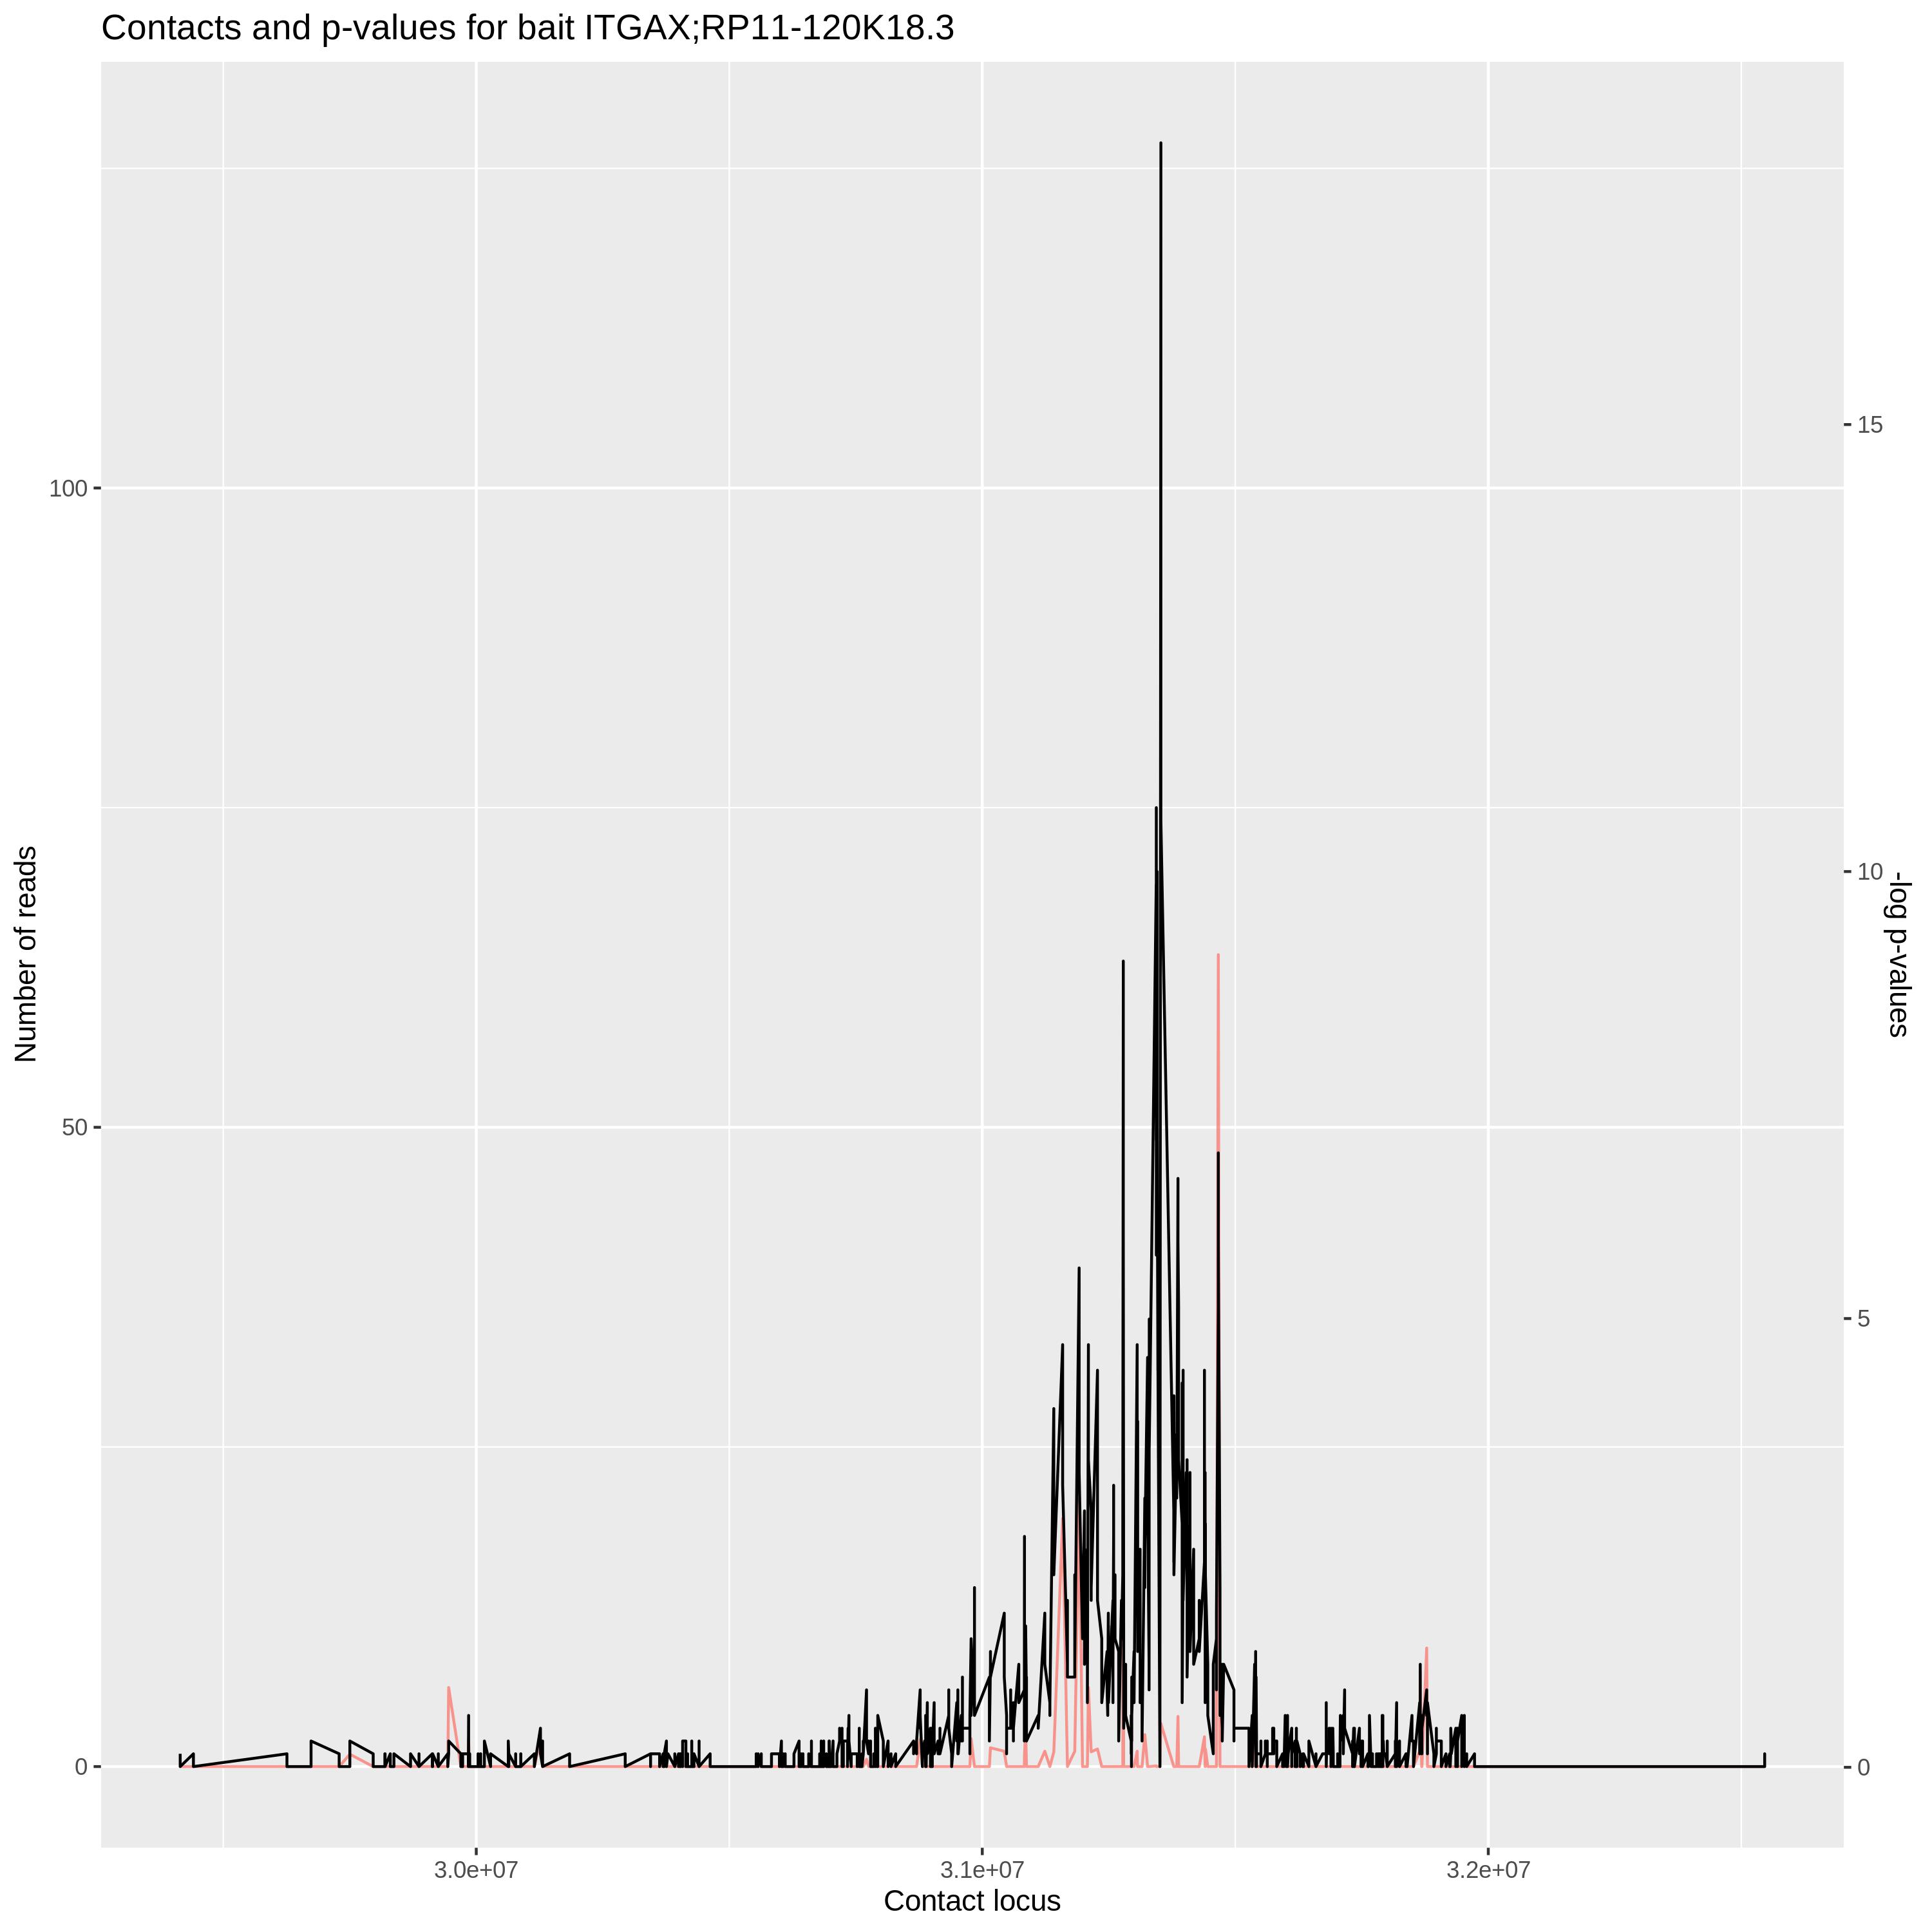 Contacts and p-values for bait ITGAX;RP11-120K18.3
Number of reads
100
50
0
15
10
5
0
-log p-values
3.0e+07
3.1e+07
3.2e+07
Contact locus